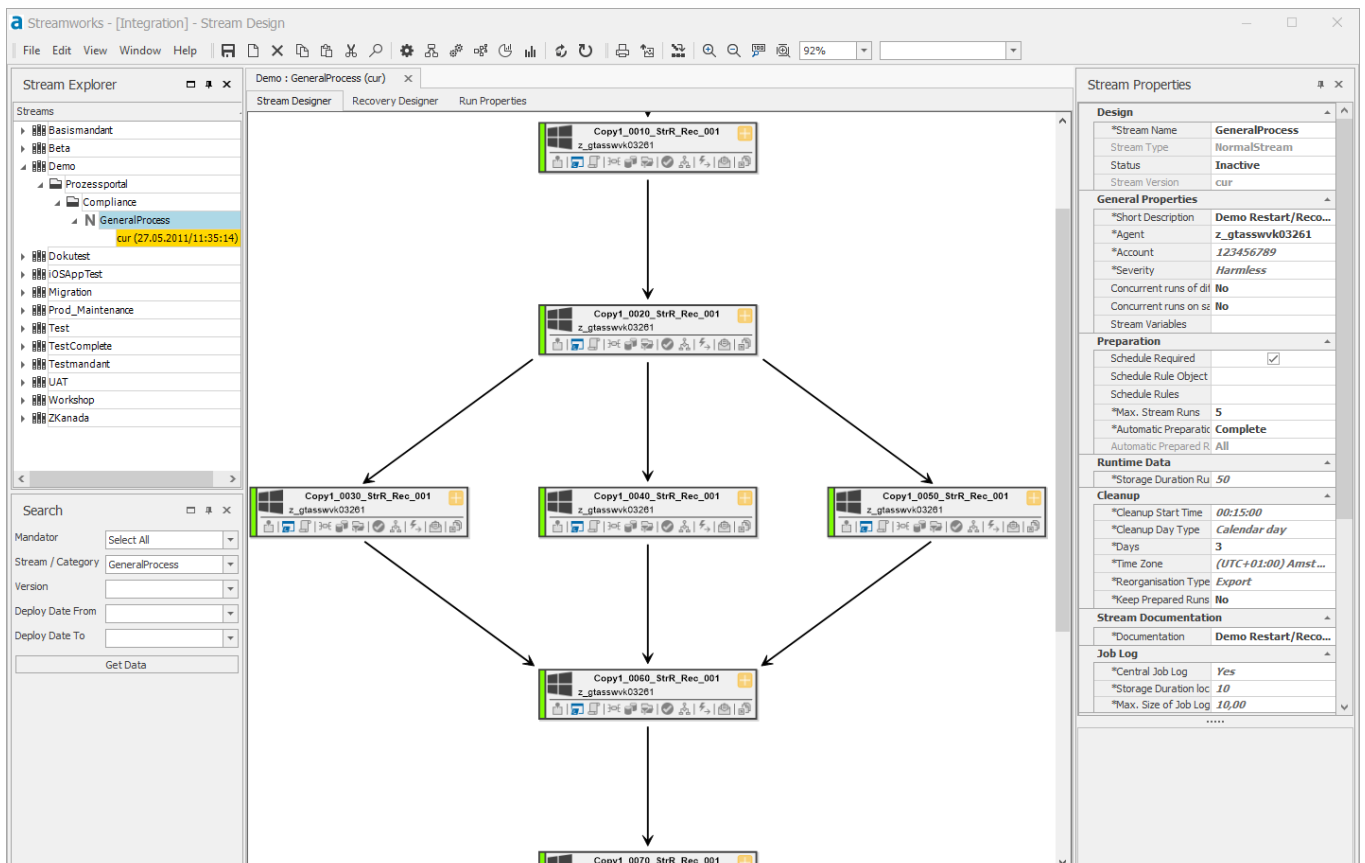 a Streamworks - [Integration] - Stream Design
File Edit View Window Help 92%
Stream Explorer
Streams
Basismandant
Beta
Demo
Prozessportal
Compliance
N GeneralProcess
cur (27.05.2011/11:35:14)
Dokutest
iOSAppTest
Migration
Prod_Maintenance
Test
TestComplete
Testmandant
UAT
Workshop
ZKanada
Search
Mandator Select All
Stream / Category GeneralProcess
Version
Deploy Date From
Deploy Date To
Get Data
Demo : GeneralProcess (cur)
Stream Designer Recovery Designer Run Properties
Copy1_0010_StrR_Rec_001
z_gtasswvk03261
Copy1_0020_StrR_Rec_001
z_gtasswvk03261
Copy1_0030_StrR_Rec_001
z_gtasswvk03261
Copy1_0040_StrR_Rec_001
z_gtasswvk03261
Copy1_0050_StrR_Rec_001
z_gtasswvk03261
Copy1_0060_StrR_Rec_001
z_gtasswvk03261
Copy1_0070_StrR_Rec_001
Stream Properties
Design
*Stream Name GeneralProcess
Stream Type NormalStream
Status Inactive
Stream Version cur
General Properties
*Short Description Demo Restart/Reco...
*Agent z_gtasswvk03261
*Account 123456789
*Severity Harmless
Concurrent runs of dif No
Concurrent runs on sa No
Stream Variables
Preparation
Schedule Required
Schedule Rule Object
Schedule Rules
*Max. Stream Runs 5
*Automatic Preparatic Complete
Automatic Prepared R All
Runtime Data
*Storage Duration Ru 50
Cleanup
*Cleanup Start Time 00:15:00
*Cleanup Day Type Calendar day
*Days 3
*Time Zone (UTC+01:00) Amst...
*Reorganisation Type Export
*Keep Prepared Runs No
Stream Documentation
*Documentation Demo Restart/Reco...
Job Log
*Central Job Log Yes
*Storage Duration loc 10
*Max. Size of Job Log 10,00